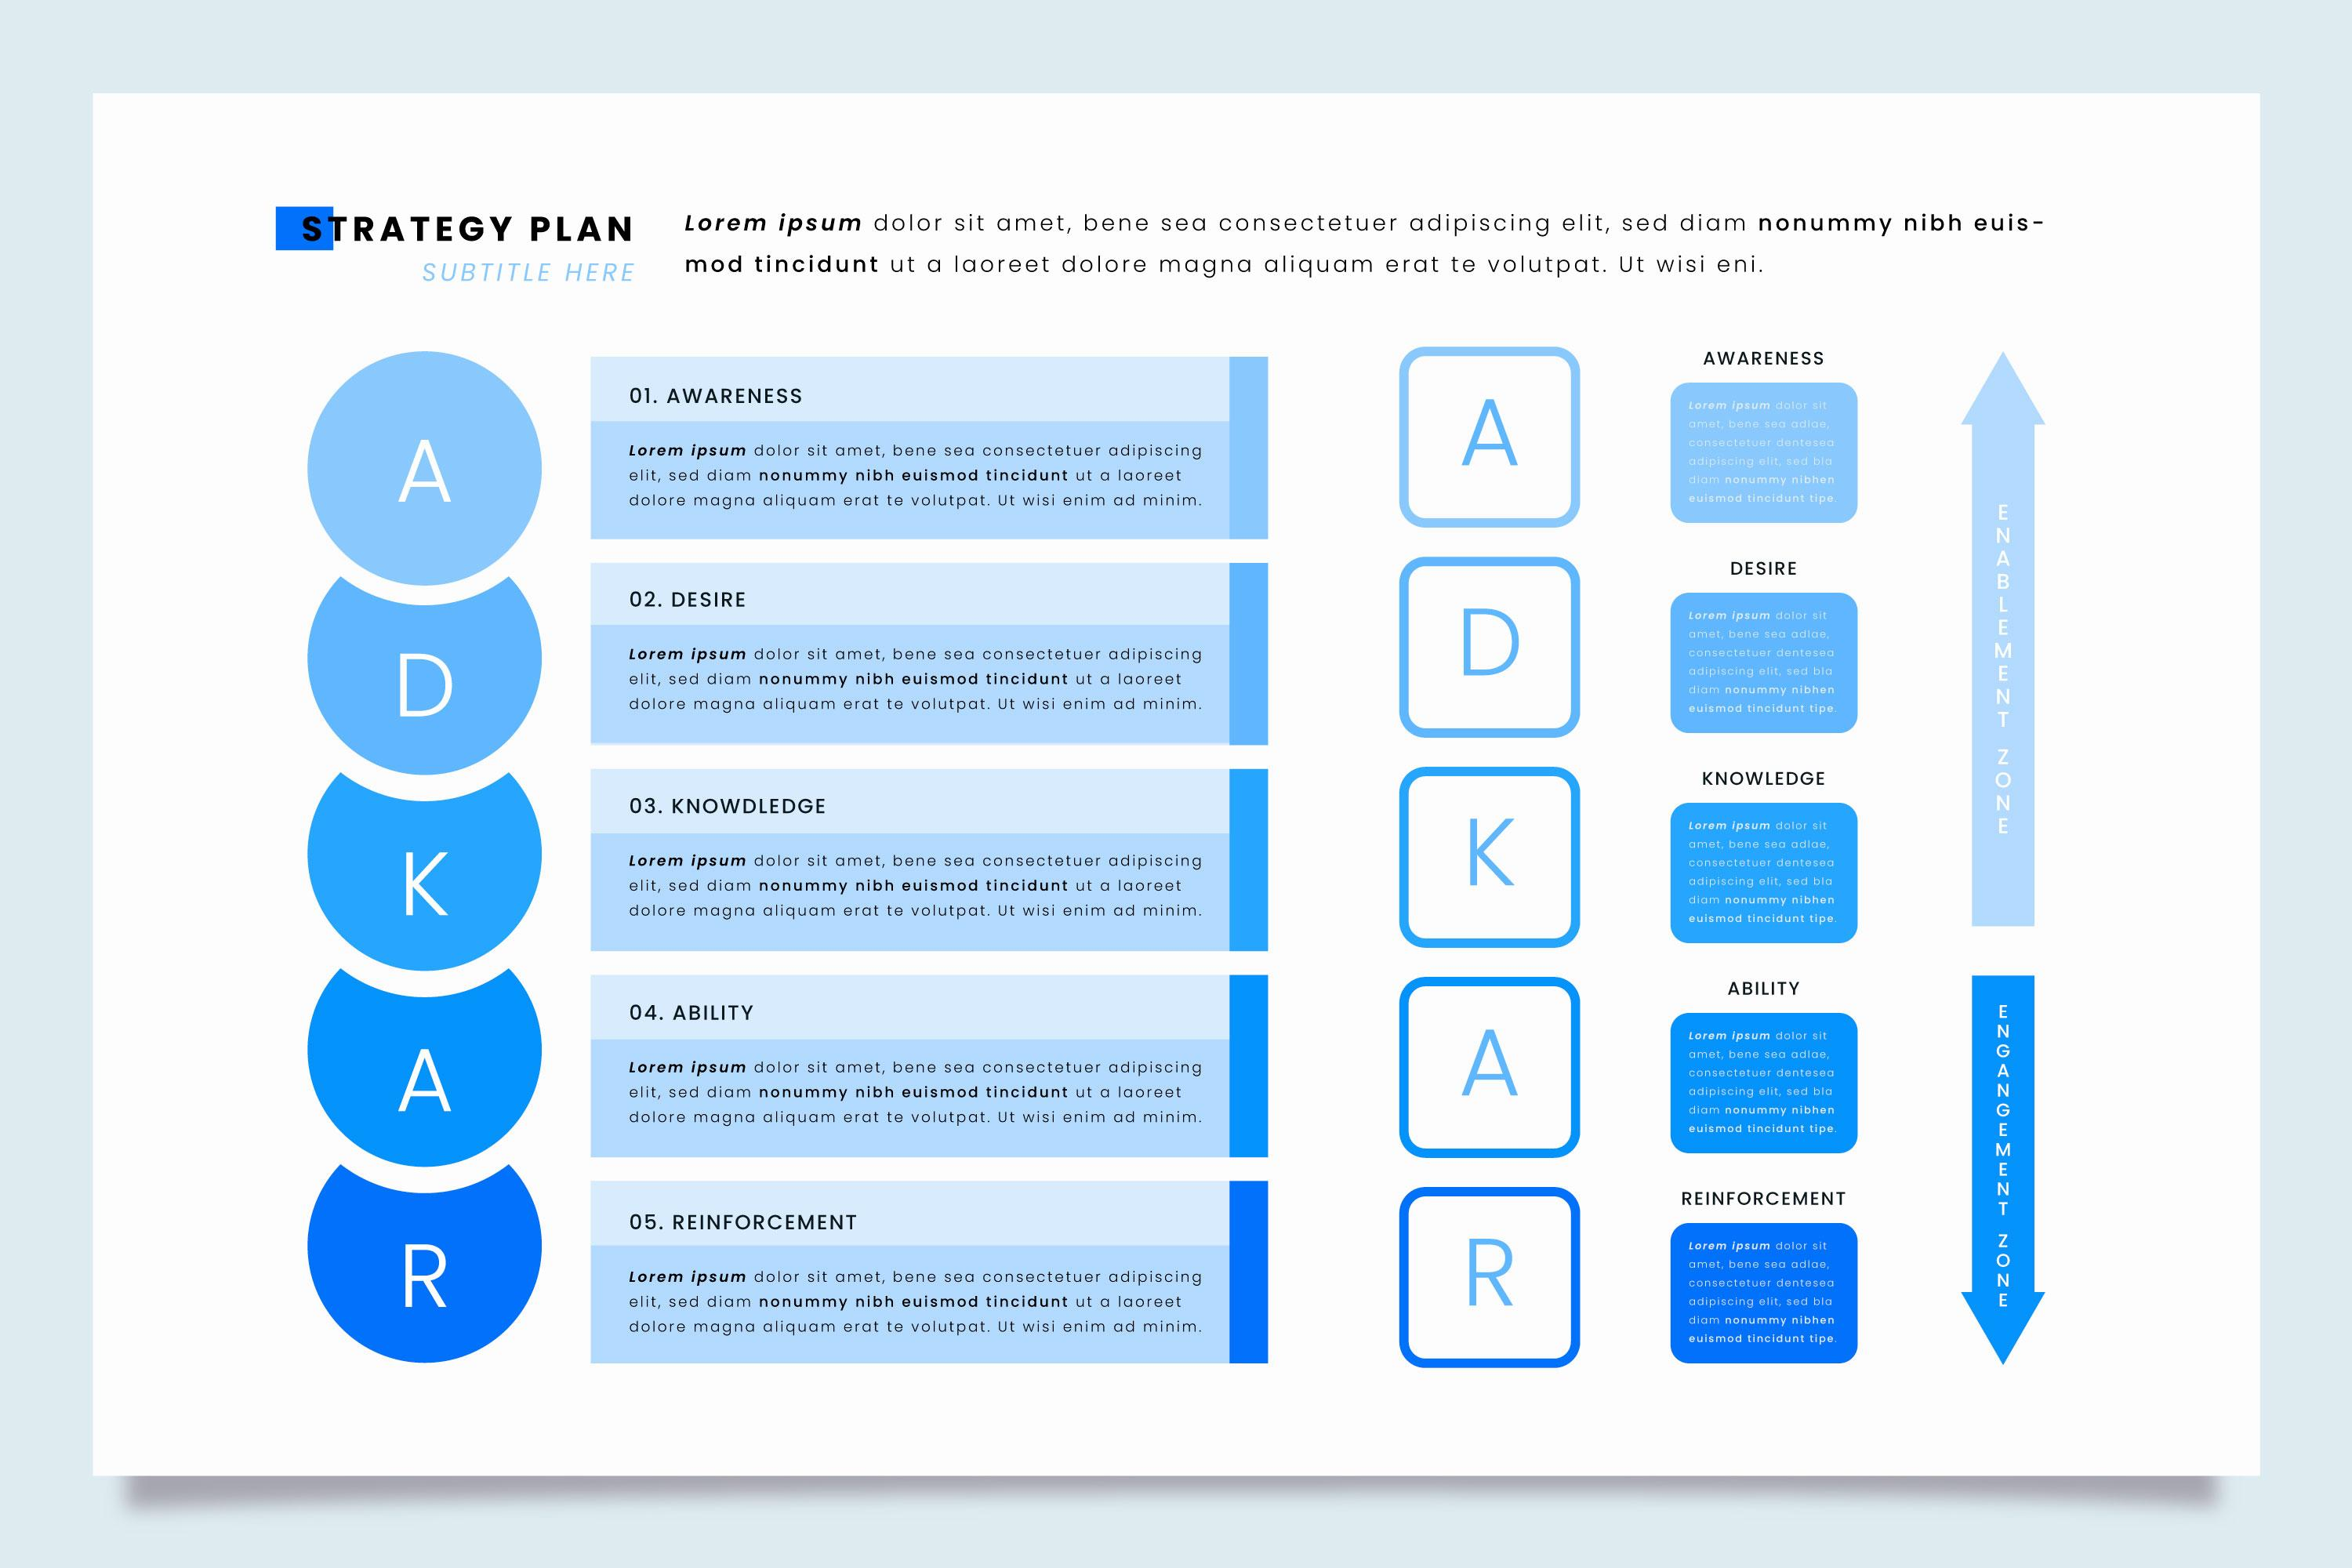 STRATEGY PLAN
SUBTITLE HERE
Lorem ipsum dolor sit amet, bene sea consectetuer adipiscing elit, sed diam nonummy nibh euis-
mod tincidunt ut a laoreet dolore magna aliquam erat te volutpat. Ut wisi eni.
A
01. AWARENESS
Lorem ipsum dolor sit amet, bene sea consectetuer adipiscing
elit, sed diam nonummy nibh euismod tincidunt ut a laoreet
dolore magna aliquam erat te volutpat. Ut wisi enim ad minim.
D
02. DESIRE
Lorem ipsum dolor sit amet, bene sea consectetuer adipiscing
elit, sed diam nonummy nibh euismod tincidunt ut a laoreet
dolore magna aliquam erat te volutpat. Ut wisi enim ad minim.
K
03. KNOWDLEDGE
Lorem ipsum dolor sit amet, bene sea consectetuer adipiscing
elit, sed diam nonummy nibh euismod tincidunt ut a laoreet
dolore magna aliquam erat te volutpat. Ut wisi enim ad minim.
A
04. ABILITY
Lorem ipsum dolor sit amet, bene sea consectetuer adipiscing
elit, sed diam nonummy nibh euismod tincidunt ut a laoreet
dolore magna aliquam erat te volutpat. Ut wisi enim ad minim.
R
05. REINFORCEMENT
Lorem ipsum dolor sit amet, bene sea consectetuer adipiscing
elit, sed diam nonummy nibh euismod tincidunt ut a laoreet
dolore magna aliquam erat te volutpat. Ut wisi enim ad minim.
A
AWARENESS
Lorem ipsum dolor sit
amet, bene sea adlae,
consectetuer dentesea
adipiscing elit, sed bla
diam nonummy nibhen
euismod tincidunt tipe.
D
DESIRE
Lorem ipsum dolor sit
amet, bene sea adlae,
consectetuer dentesea
adipiscing elit, sed bla
diam nonummy nibhen
euismod tincidunt tipe.
K
KNOWLEDGE
Lorem ipsum dolor sit
amet, bene sea adlae,
consectetuer dentesea
adipiscing elit, sed bla
diam nonummy nibhen
euismod tincidunt tipe.
A
ABILITY
Lorem ipsum dolor sit
amet, bene sea adlae,
consectetuer dentesea
adipiscing elit, sed bla
diam nonummy nibhen
euismod tincidunt tipe.
R
REINFORCEMENT
Lorem ipsum dolor sit
amet, bene sea adlae,
consectetuer dentesea
adipiscing elit, sed bla
diam nonummy nibhen
euismod tincidunt tipe.
ENABLEMENT ZONE
ENGANGEMENT ZONE